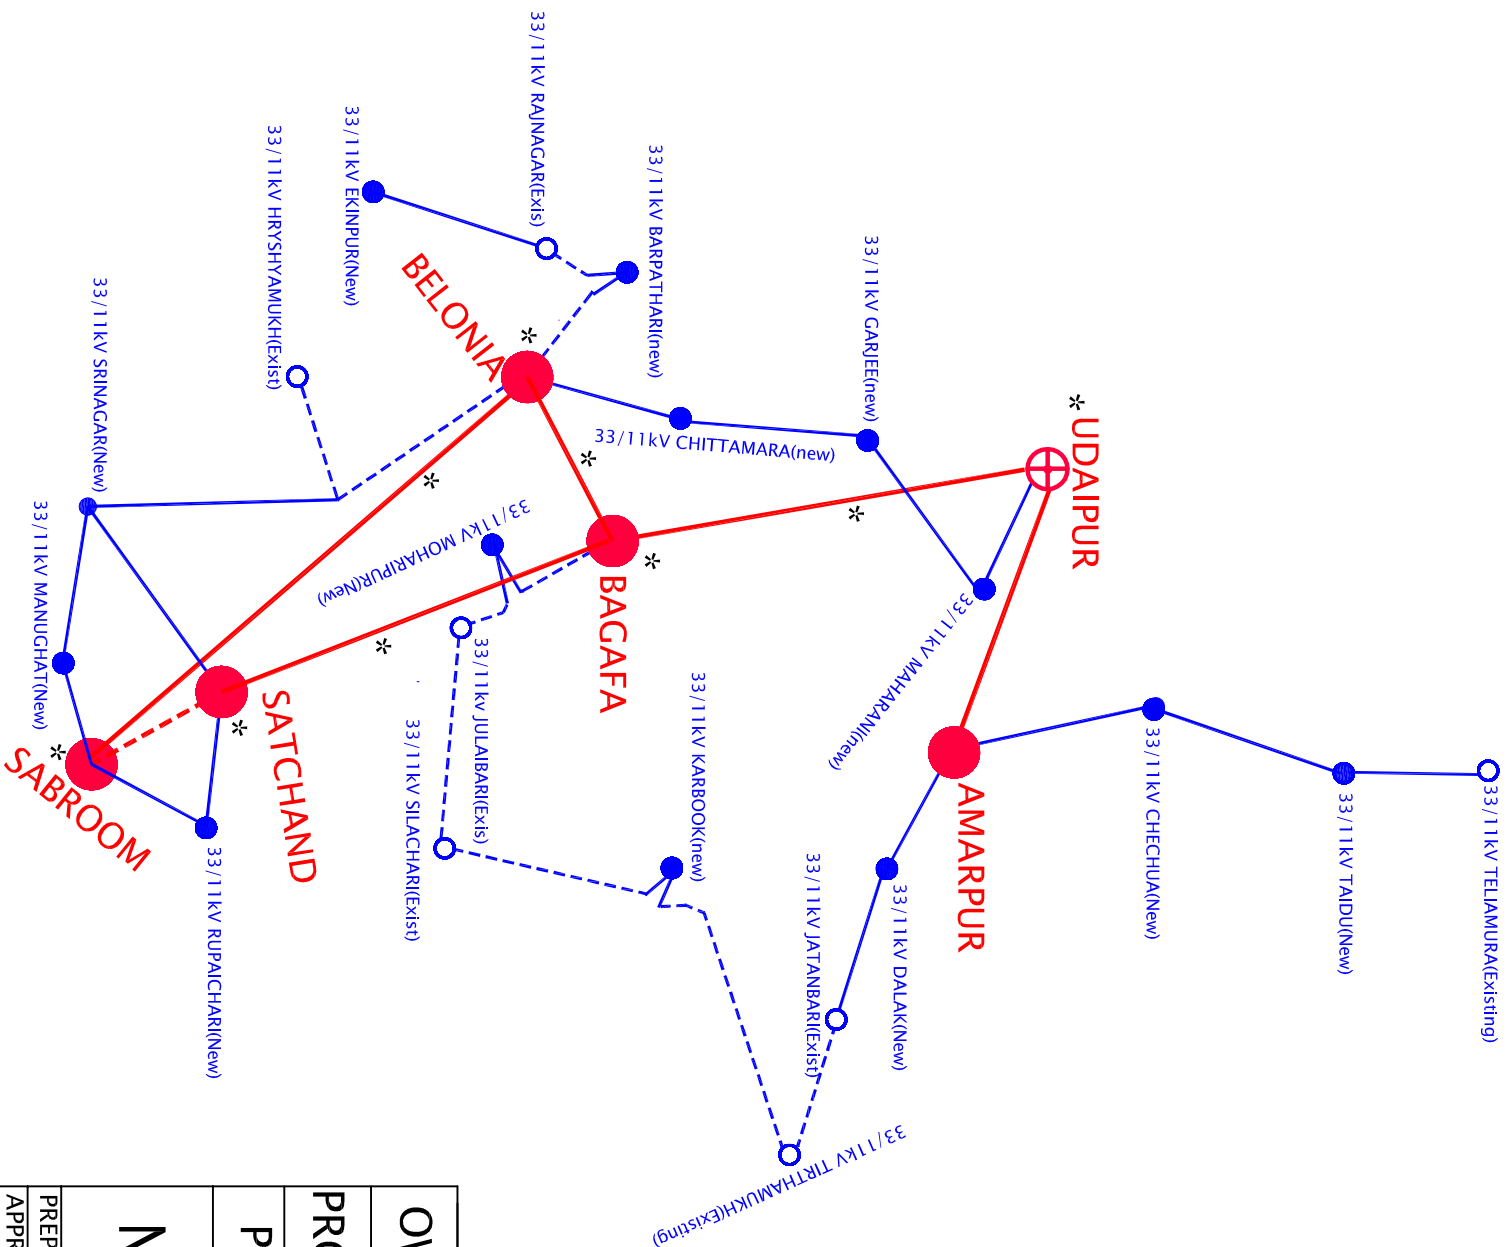 33/11kV RAJNAGAR(Exis)
33/11kV EKINPUR(New)
33/11kV HRYSHYAMUKH(Exist)
33/11kV BARPATHARI(new)
33/11kV GARJEE(new)
33/11kV SRINAGAR(New)
BELONIA
*
33/11kV CHITTAMARA(new)
*
UDAIPUR
*
*
*
33/11kV MANUGHAT(New)
33/11kV MOHARIPUR(New)
*
BAGAFA
33/11kV MAHARANI(new)
*
33/11kv JULAIBARI(Exis)
33/11kV KARBOOK(new)
SATCHAND
*
*
SABROOM
33/11kV SILACHARI(Exist)
33/11kV CHECHUA(New)
AMARPUR
33/11kV TAIDU(New)
33/11kV TELIAMURA(Existing)
33/11kV RUPAICHARI(New)
33/11kV JATANBARI(Exist)
33/11kV DALAK(New)
33/11kV TIRTHAMUKH(Existing)
PREP
APPR